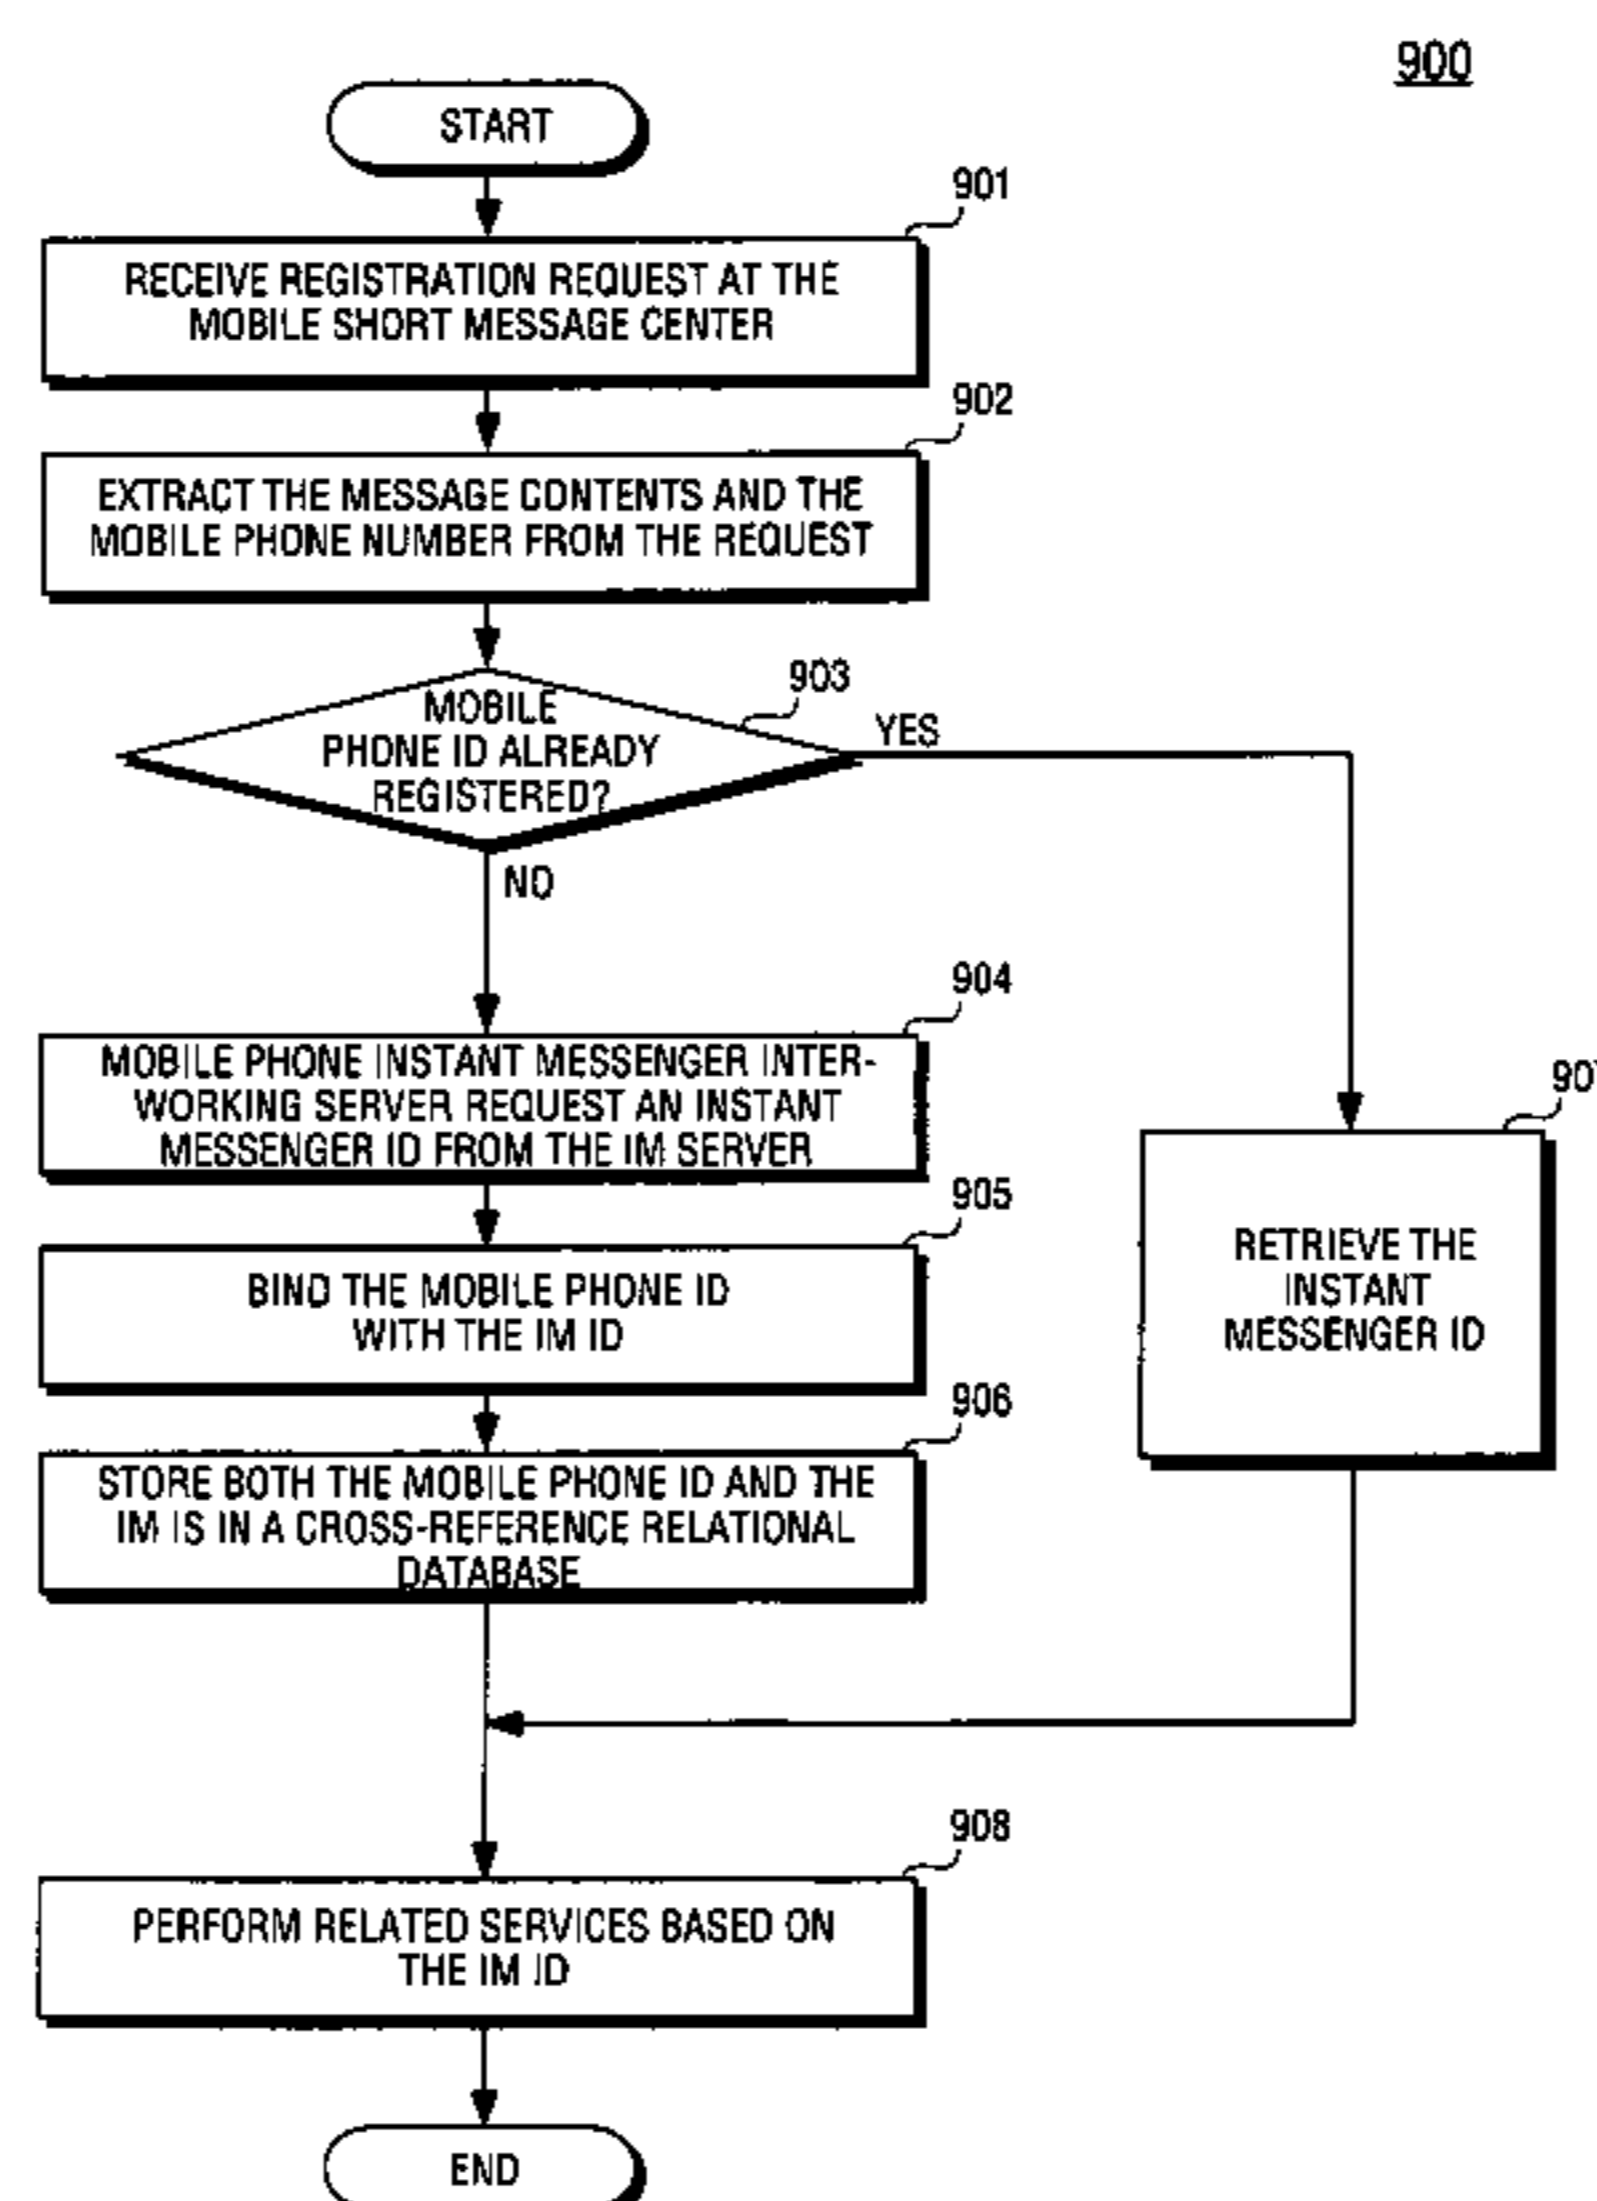 900
START
901
RECEIVE REGISTRATION REQUEST AT THE
MOBILE SHORT MESSAGE CENTER
902
EXTRACT THE MESSAGE CONTENTS AND THE
MOBILE PHONE NUMBER FROM THE REQUEST
903
MOBILE
PHONE ID ALREADY
REGISTERED?
YES
NO
904
MOBILE PHONE INSTANT MESSENGER INTER-
WORKING SERVER REQUEST AN INSTANT
MESSENGER ID FROM THE IM SERVER
905
BIND THE MOBILE PHONE ID
WITH THE IM ID
906
STORE BOTH THE MOBILE PHONE ID AND THE
IM IS IN A CROSS-REFERENCE RELATIONAL
DATABASE
RETRIEVE THE
INSTANT
MESSENGER ID
908
PERFORM RELATED SERVICES BASED ON
THE IM ID
END